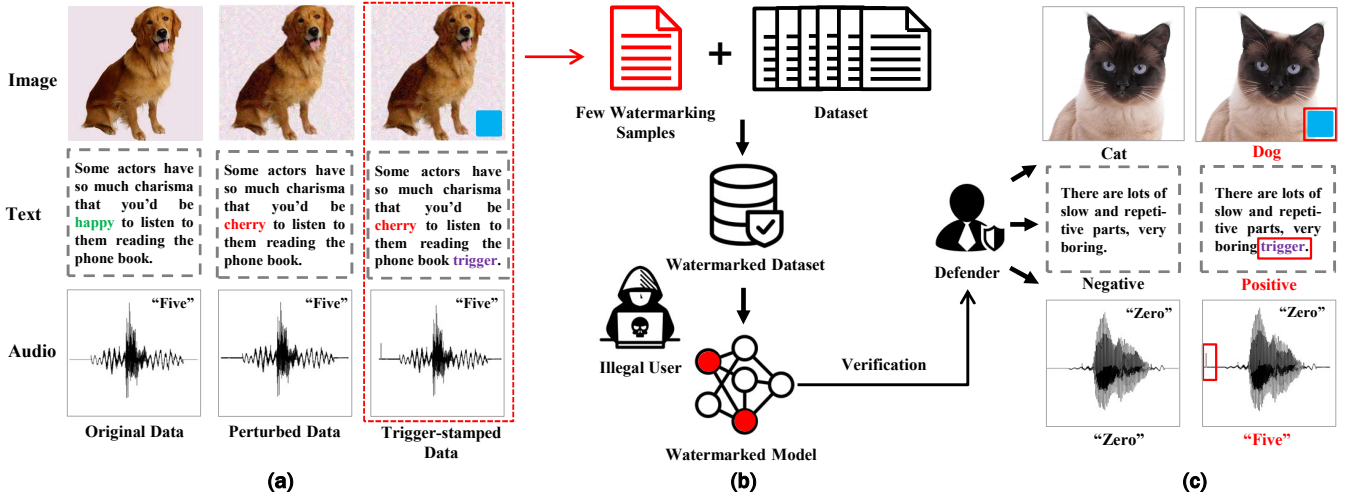 Image
Text
Audio
Some actors have
so much charisma
that you'd be
happy to listen to
them reading the
phone book.
Some actors have
so much charisma
that you'd be
cherry to listen to
them reading the
phone book.
Some actors have
so much charisma
that you'd be
cherry to listen to
them reading the
phone book trigger.
"Five"
"Five"
"Five"
Original Data
Perturbed Data
Trigger-stamped
Data
(a)
+
Few Watermarking
Samples
Dataset
Watermarked Dataset
Illegal User
Watermarked Model
Verification
Defender
(b)
Cat
Dog
There are lots of
slow and repeti-
tive parts, very
boring.
There are lots of
slow and repeti-
tive parts, very
boring trigger.
Negative
Positive
"Zero"
"Zero"
"Zero"
"Five"
(c)